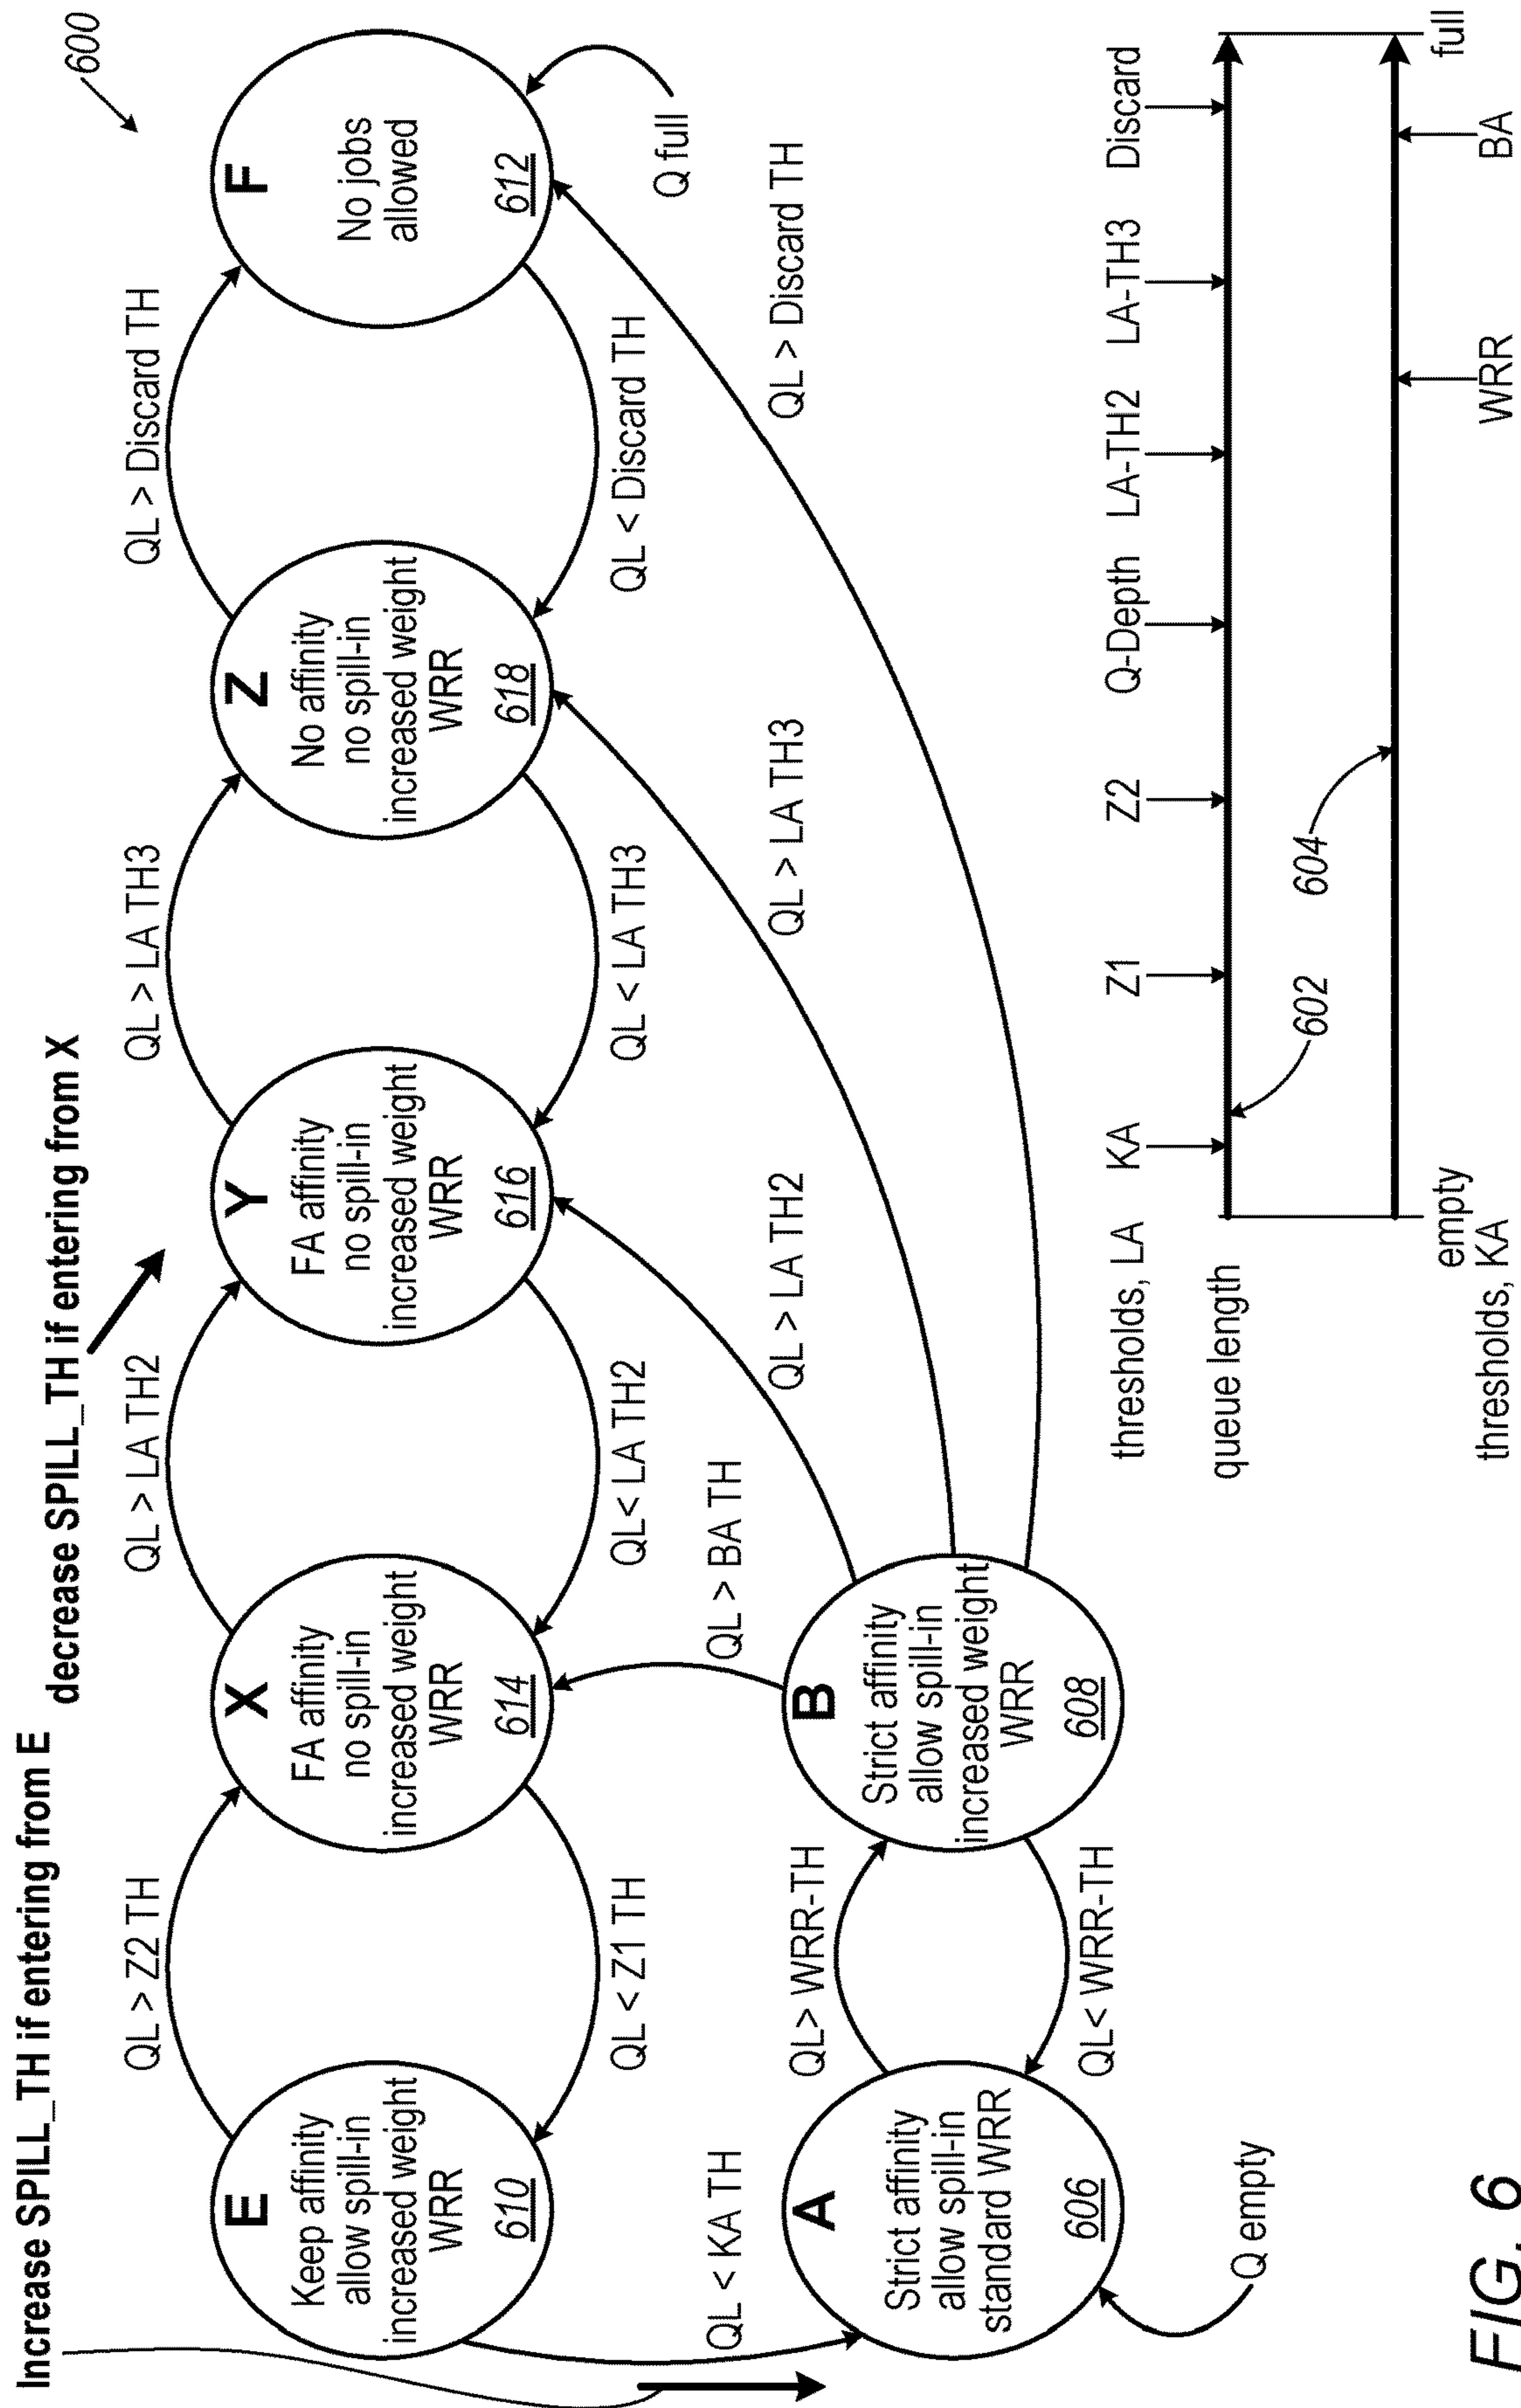 Increase SPILL_TH if entering from E
decrease SPILL_TH if entering from X
600
QL > Z2 TH
QL > LA TH2
QL > LA TH3
QL > Discard TH
E
Keep affinity
allow spill-in
increased weight
WRR
610
X
FA affinity
no spill-in
increased weight
WRR
614
Y
FA affinity
no spill-in
increased weight
WRR
616
Z
No affinity
no spill-in
increased weight
WRR
618
F
No jobs
allowed
612
QL < Z1 TH
QL< LA TH2
QL < LA TH3
QL < Discard TH
Q full
QL < KA TH
QL > BA TH
QL > LA TH2
QL > LA TH3
QL > Discard TH
QL> WRR-TH
A
Strict affinity
allow spill-in
standard WRR
606
B
Strict affinity
allow spill-in
increased weight
WRR
608
QL< WRR-TH
Q empty
thresholds, LA
KA
Z1
Z2
Q-Depth
LA-TH2
LA-TH3
Discard
queue length
602
604
empty
full
thresholds, KA
WRR
BA
FIG. 6